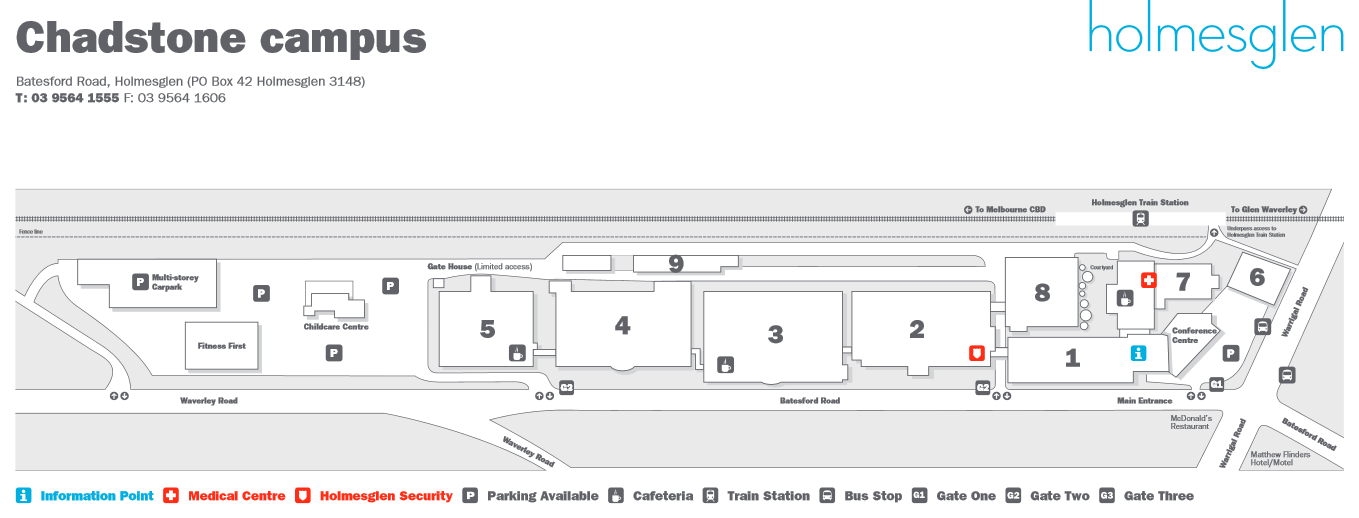 Chadstone campus
holmesglen
Batesford Road, Holmesglen (PO Box 42 Holmesglen 3148)
T: 03 9564 1555 F: 03 9564 1606
Holmesglen Train Station
To Melbourne CBD
To Glen Waverley
Fence line
Underpass access to
Holmesglen Train Station
Gate House (Limited access)
9
Courtyard
P
Multi-storey
Carpark
P
P
8
7
6
Childcare Centre
5
4
3
2
1
Conference
Centre
Warrigal Road
Fitness First
P
P
G3
G2
G1
Waverley Road
Batesford Road
Main Entrance
McDonald's
Restaurant
Waverley Road
Warrigal Road
Batesford Road
Matthew Flinders
Hotel/Motel
Information Point
Medical Centre
Holmesglen Security
P Parking Available
Cafeteria
Train Station
Bus Stop
G1 Gate One
G2 Gate Two
G3 Gate Three